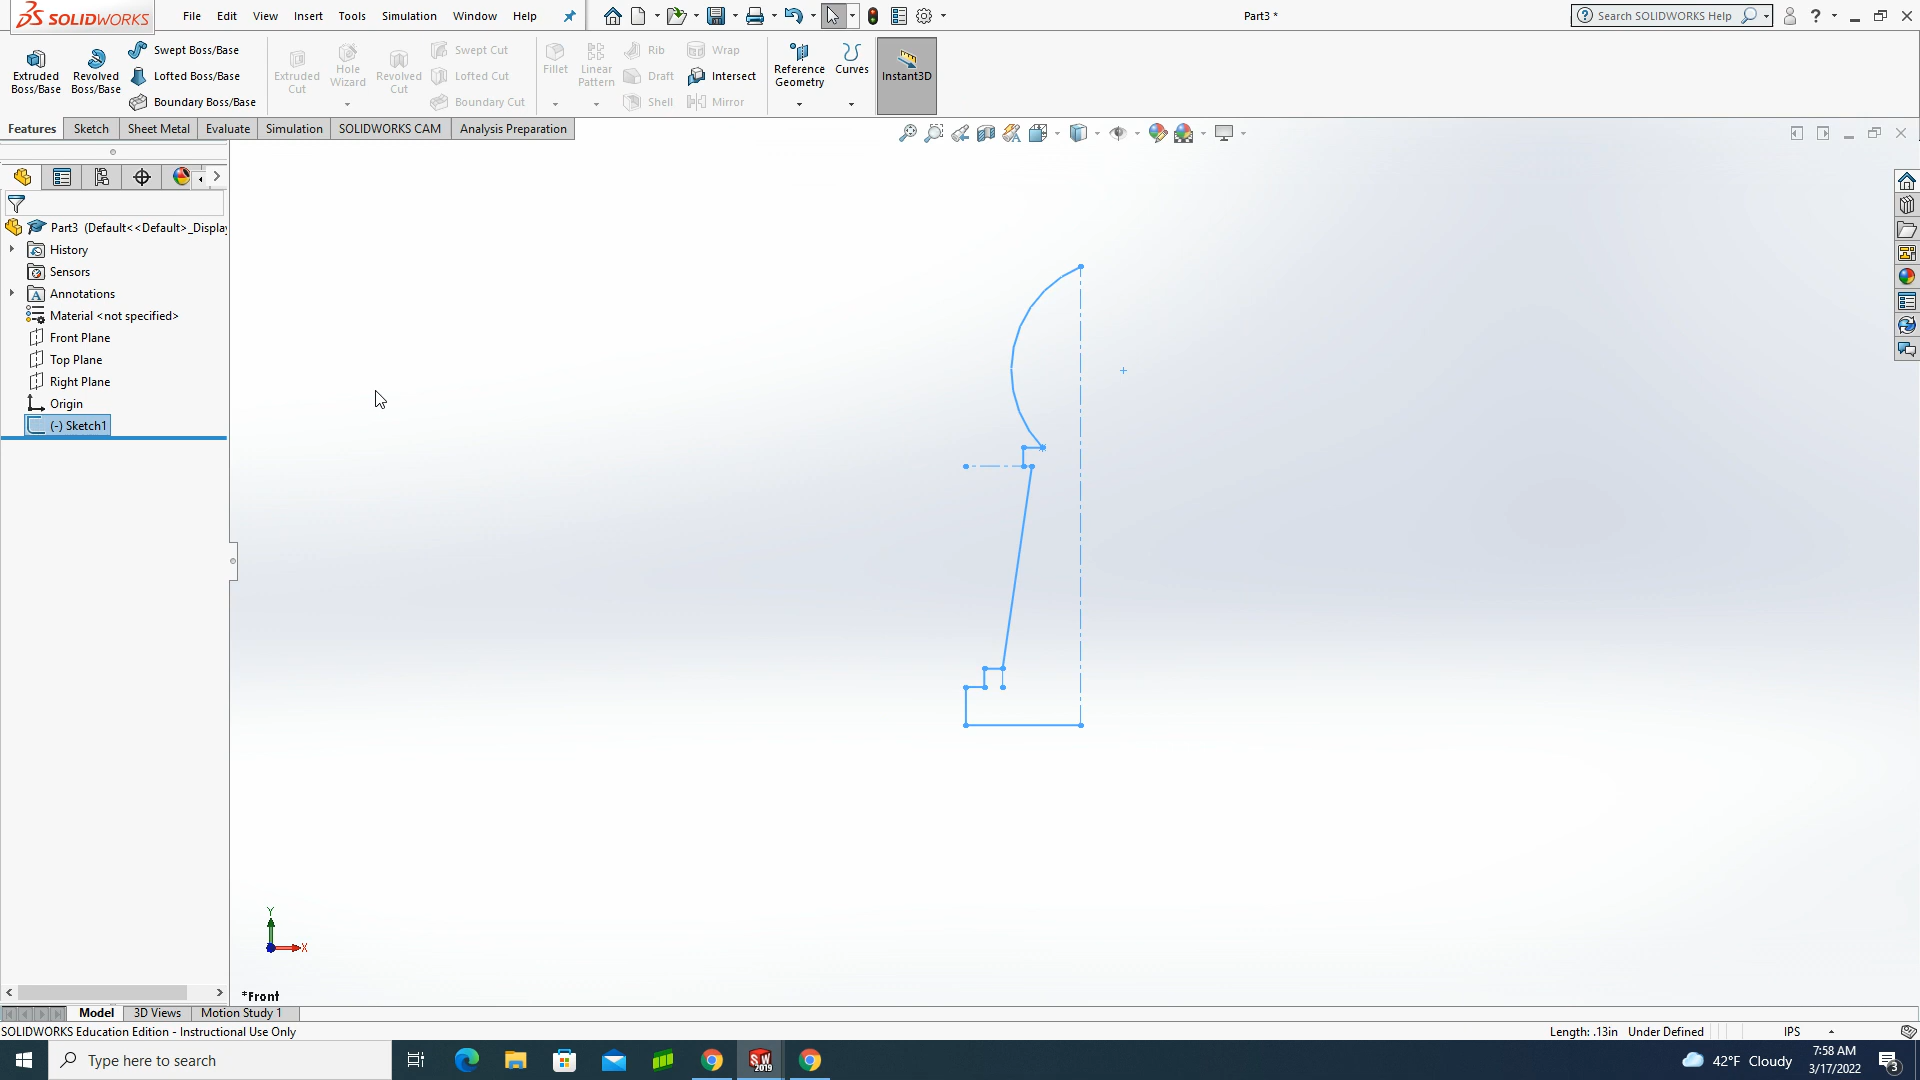 SOLIDWORKS
File Edit View Insert Tools Simulation Window Help
Part3 *
Search SOLIDWORKS Help
Extruded Boss/Base
Revolved Boss/Base
Swept Boss/Base
Lofted Boss/Base
Boundary Boss/Base
Extruded Cut
Hole Wizard
Revolved Cut
Swept Cut
Lofted Cut
Boundary Cut
Fillet
Linear Pattern
Rib
Draft
Shell
Wrap
Intersect
Mirror
Reference Geometry
Curves
Instant3D
Features Sketch Sheet Metal Evaluate Simulation SOLIDWORKS CAM Analysis Preparation
Part3 (Default<<Default>_Display
History
Sensors
Annotations
Material <not specified>
Front Plane
Top Plane
Right Plane
Origin
(-) Sketch1
Y
X
*Front
Model 3D Views Motion Study 1
SOLIDWORKS Education Edition - Instructional Use Only
Length: .13in Under Defined IPS
Type here to search
SW 2019
42°F Cloudy
7:58 AM
3/17/2022
3